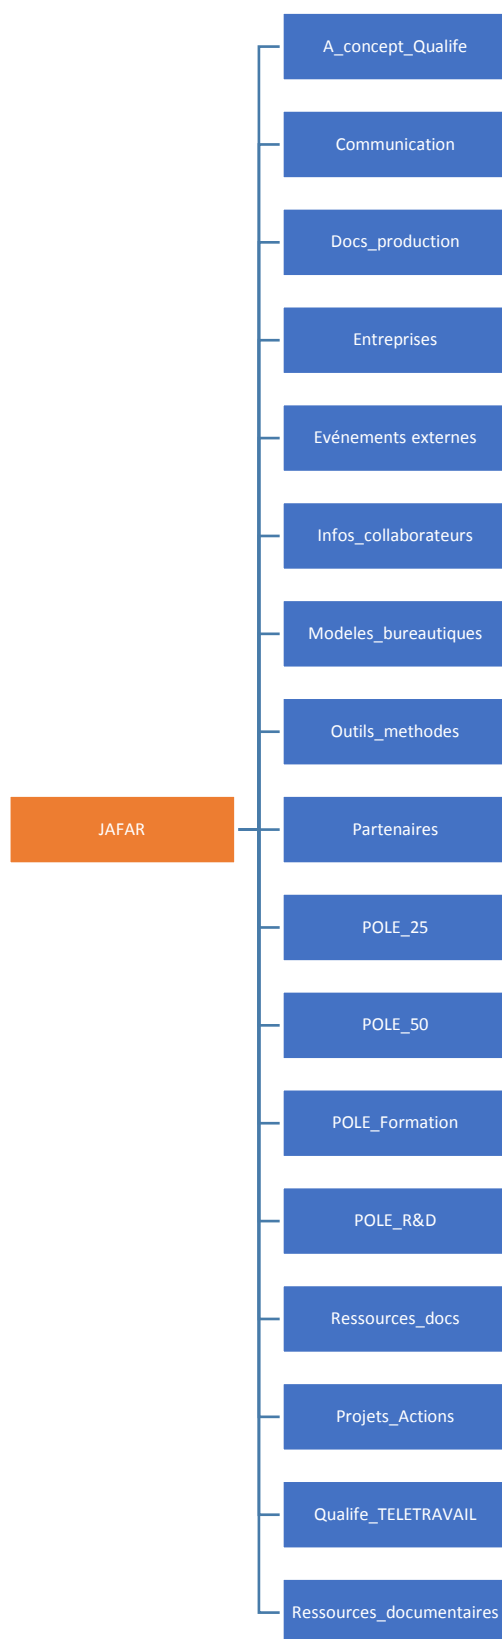 A_concept_Qualife
Communication
Docs_production
Entreprises
Evénements externes
Infos_collaborateurs
Modeles_bureautiques
Outils_methodes
JAFAR
Partenaires
POLE_25
POLE_50
POLE_Formation
POLE_R&D
Ressources_docs
Projets_Actions
Qualife_TELETRAVAIL
Ressources_documentaires